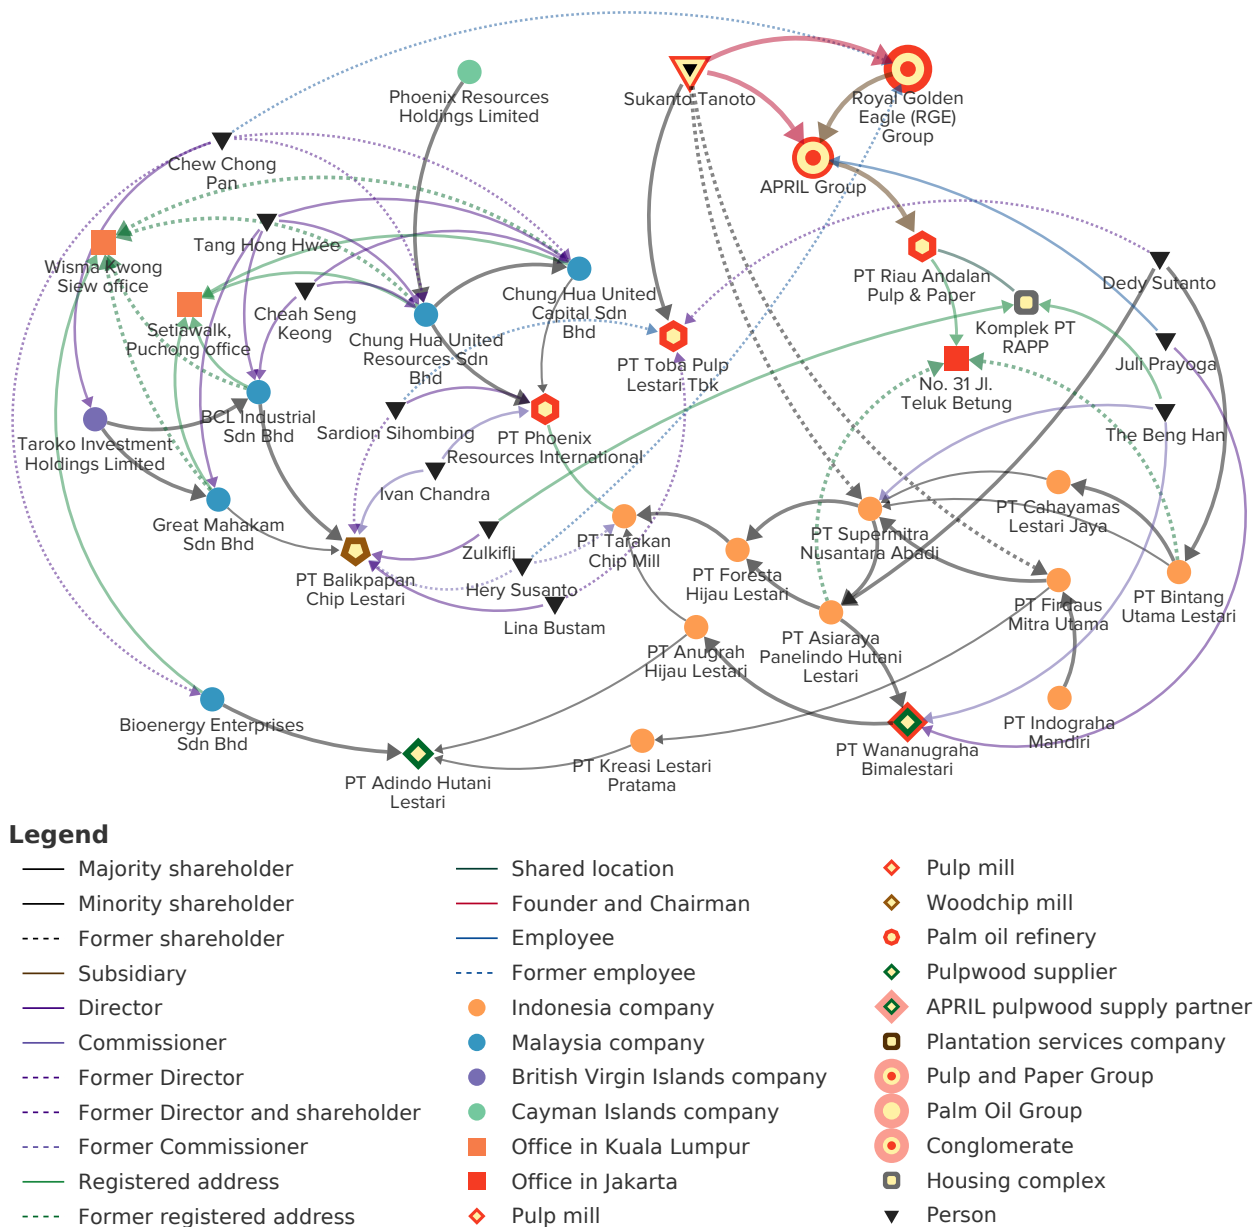 Phoenix Resources
Holdings Limited
Sukanto Tanoto
Royal Golden
Eagle (RGE)
Group
Chew Chong
Pan
APRIL Group
Tang Hong Hwee
Wisma Kwong
Siew office
PT Riau Andalan
Pulp & Paper
Dedy Sutanto
Chung Hua United
Capital Sdn
Bhd
Cheah Seng
Keong
Setiawalk,
Puchong office
Chung Hua United
Resources Sdn
Bhd
Komplek PT
RAPP
PT Toba Pulp
Lestari Tbk
Juli Prayoga
No. 31 Jl.
Teluk Betung
BCL Industrial
Sdn Bhd
Sardion Sihombing
PT Phoenix
Resources International
The Beng Han
Taroko Investment
Holdings Limited
Ivan Chandra
PT Cahayamas
Lestari Jaya
Great Mahakam
Sdn Bhd
Zulkifli
PT Tarakan
Chip Mill
PT Supermitra
Nusantara Abadi
PT Balikpapan
Chip Lestari
Hery Susanto
PT Foresta
Hijau Lestari
PT Firdaus
Mitra Utama
PT Bintang
Utama Lestari
Lina Bustam
PT Anugrah
Hijau Lestari
PT Asiaraya
Panelindo Hutani
Lestari
Bioenergy Enterprises
Sdn Bhd
PT Indograha
Mandiri
PT Wananugraha
Bimalestari
PT Kreasi Lestari
Pratama
PT Adindo Hutani
Lestari
Legend
Majority shareholder
Minority shareholder
Former shareholder
Subsidiary
Director
Commissioner
Former Director
Former Director and shareholder
Former Commissioner
Registered address
Former registered address
Shared location
Founder and Chairman
Employee
Former employee
Indonesia company
Malaysia company
British Virgin Islands company
Cayman Islands company
Office in Kuala Lumpur
Office in Jakarta
Pulp mill
Pulp mill
Woodchip mill
Palm oil refinery
Pulpwood supplier
APRIL pulpwood supply partner
Plantation services company
Pulp and Paper Group
Palm Oil Group
Conglomerate
Housing complex
Person